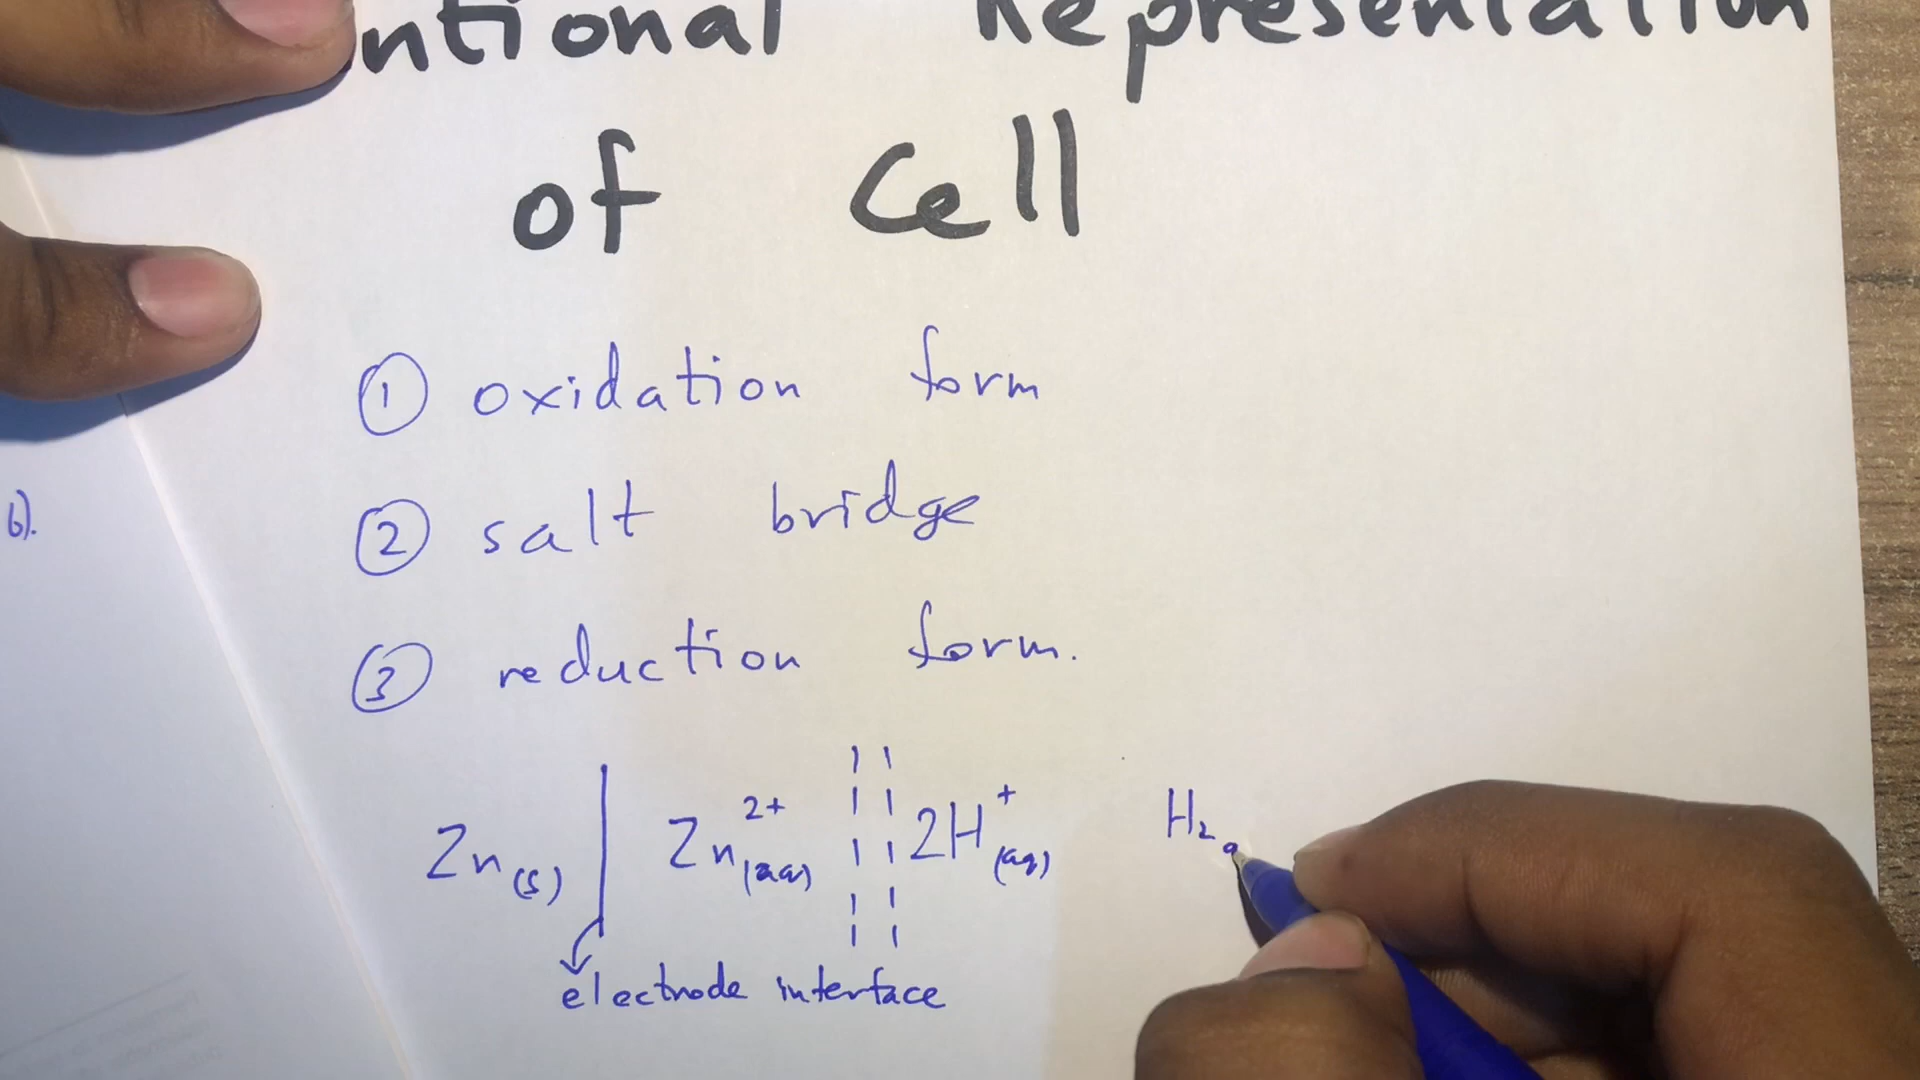 ntional Representation
of Cell
① oxidation form
② salt bridge
③ reduction form.
6).
Zn(s) | Zn²⁺(aq) ¦¦ 2H⁺(aq) H₂
electrode interface